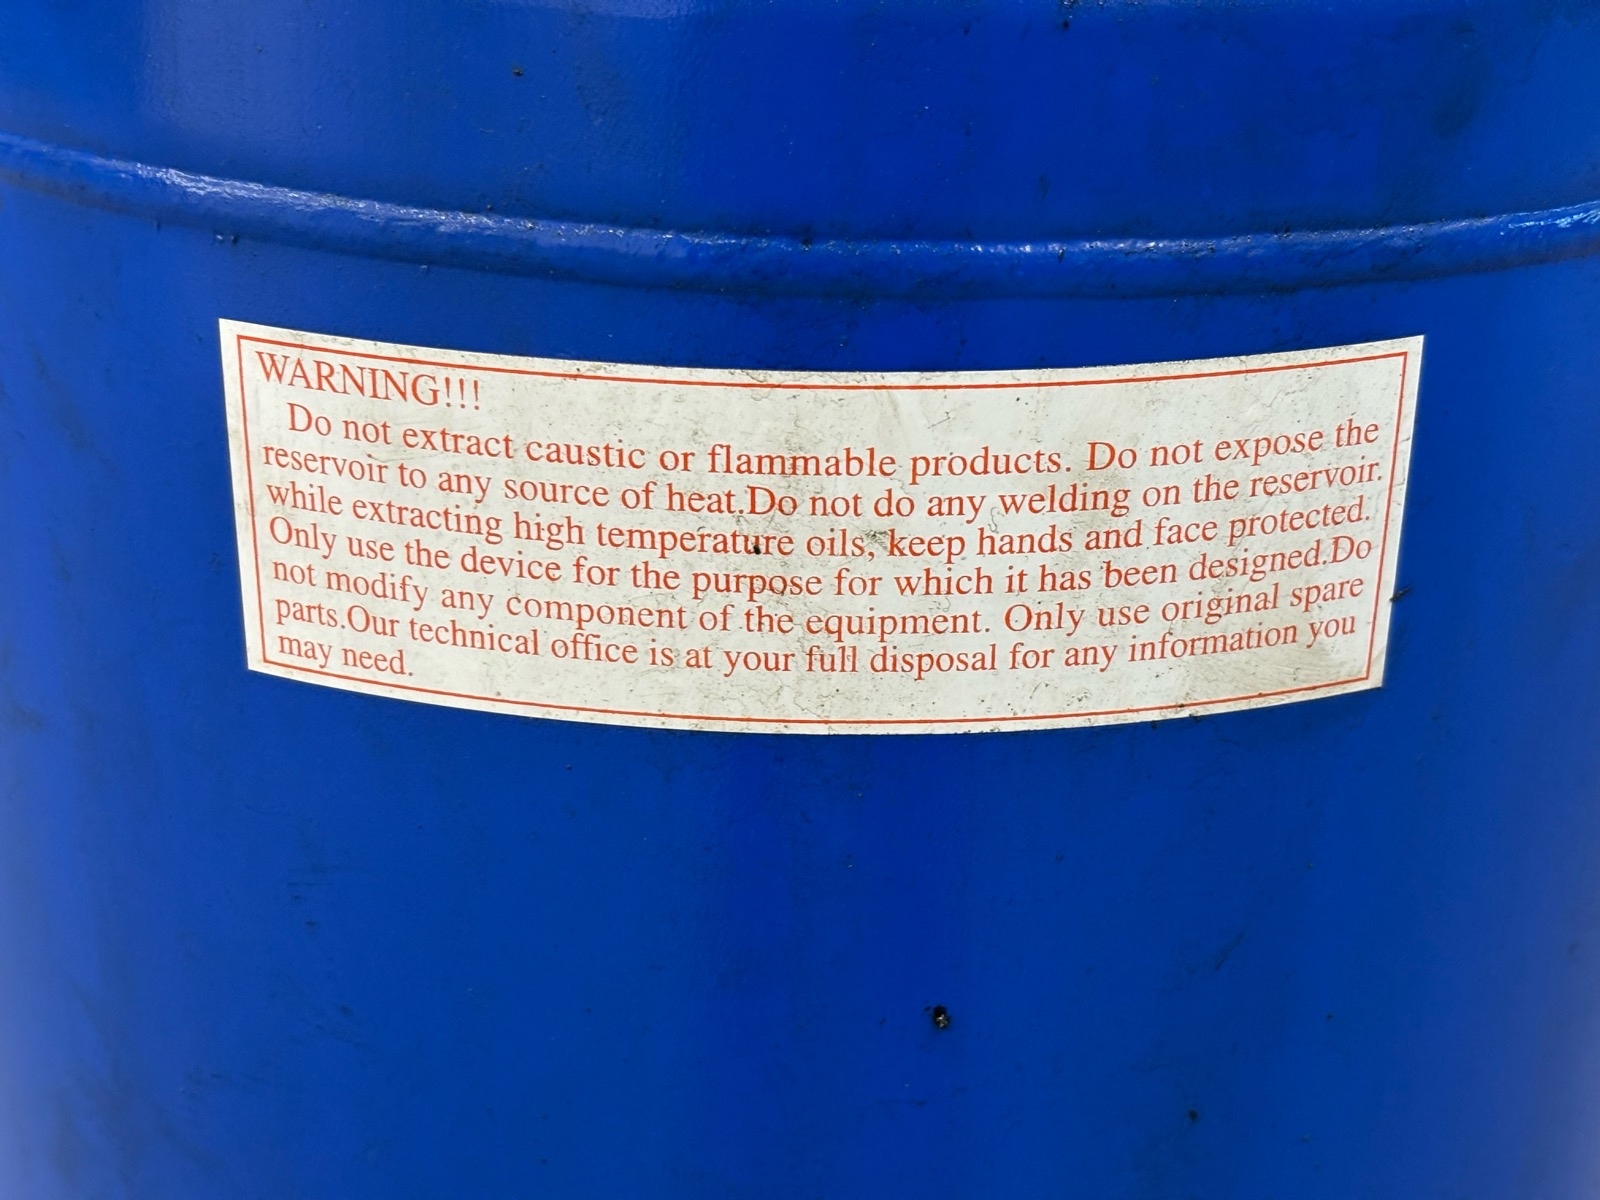 WARNING!!!
Do not extract caustic or flammable products. Do not expose the
reservoir to any source of heat.Do not do any welding on the reservoir.
while extracting high temperature oils, keep hands and face protected.
Only use the device for the purpose for which it has been designed.Do
not modify any component of the equipment. Only use original spare
parts.Our technical office is at your full disposal for any information you
may need.